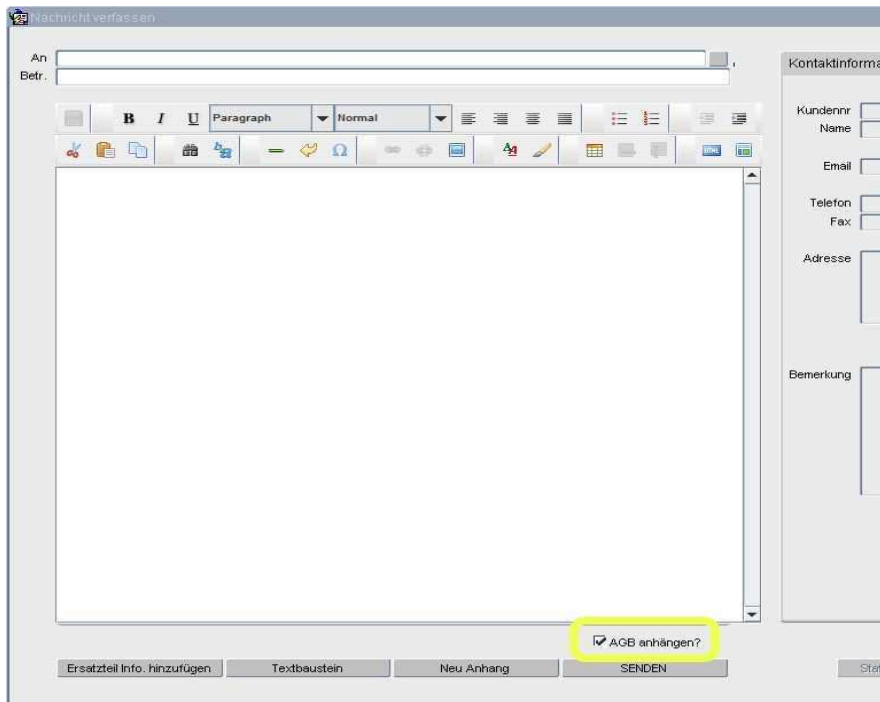 Nachricht verfassen
An
,
Betr.
Kontaktinforma
B I U Paragraph Normal
Kundennr
Name
Email
Telefon
Fax
Adresse
Bemerkung
AGB anhängen?
Ersatzteil Info. hinzufügen Textbaustein Neu Anhang SENDEN Stat